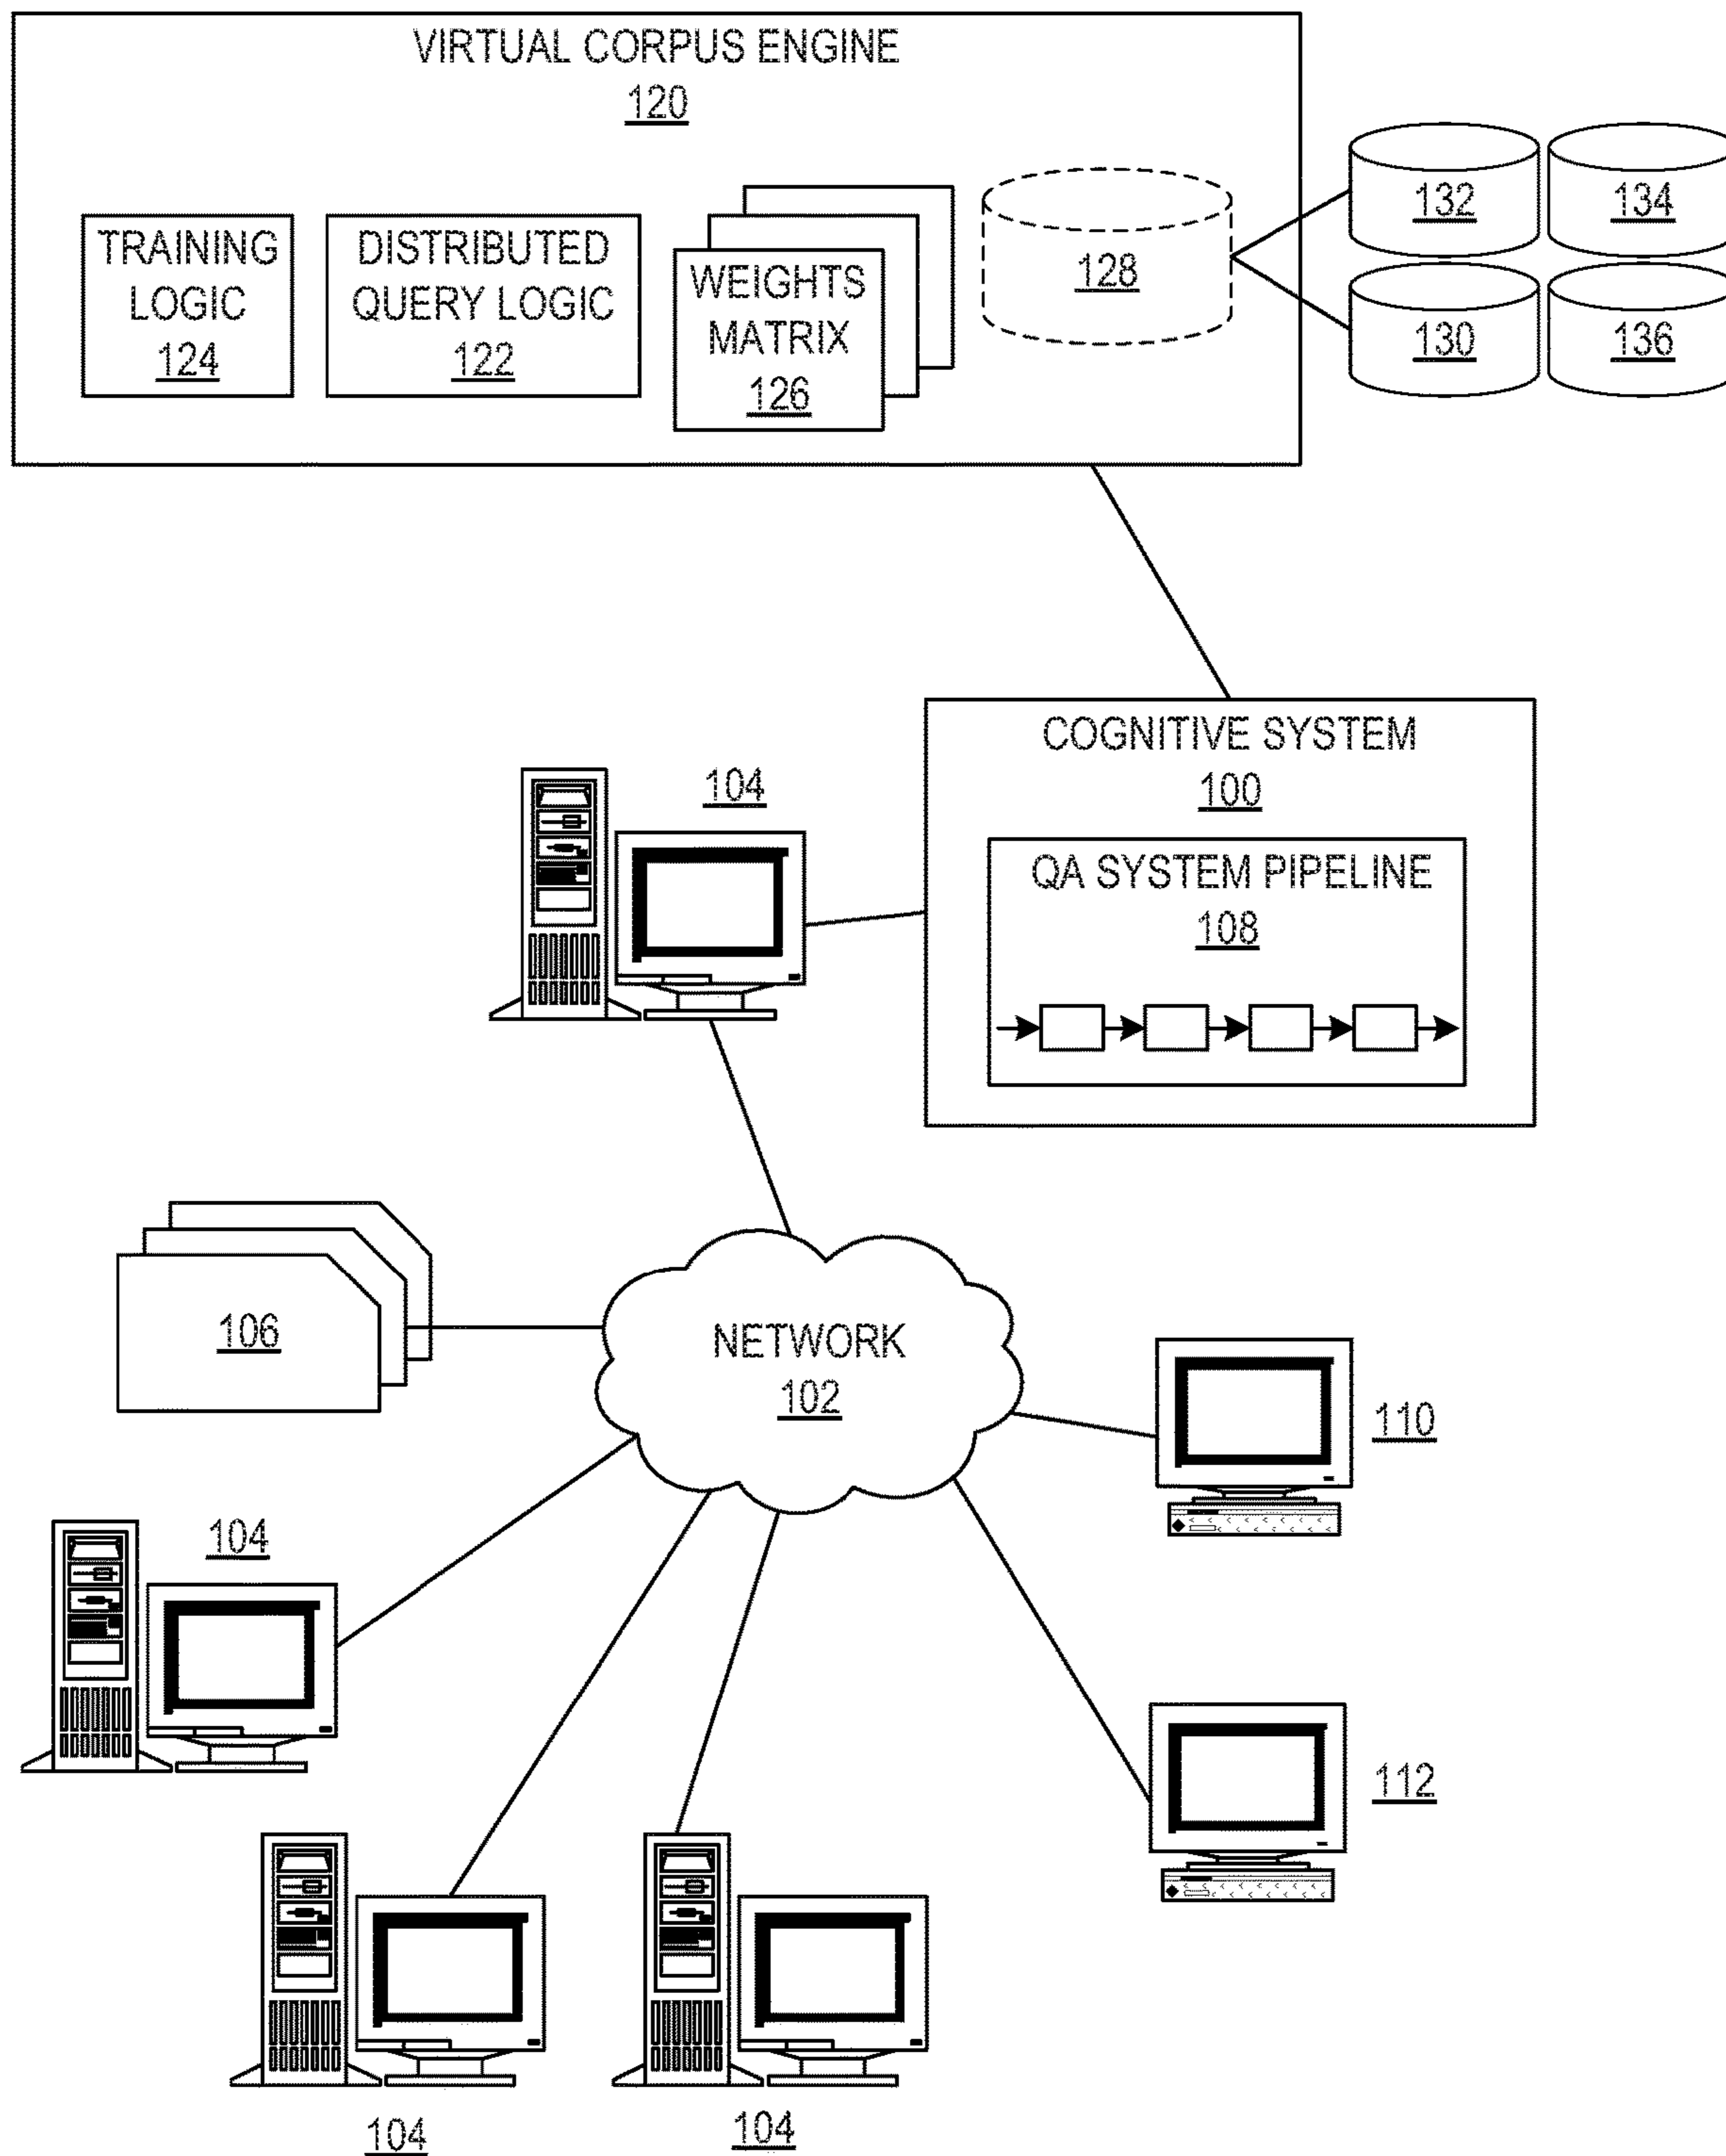 VIRTUAL CORPUS ENGINE
120
TRAINING
LOGIC
124
DISTRIBUTED
QUERY LOGIC
122
WEIGHTS
MATRIX
126
128
132
134
130
136
COGNITIVE SYSTEM
100
QA SYSTEM PIPELINE
108
104
106
NETWORK
102
110
104
112
104
104